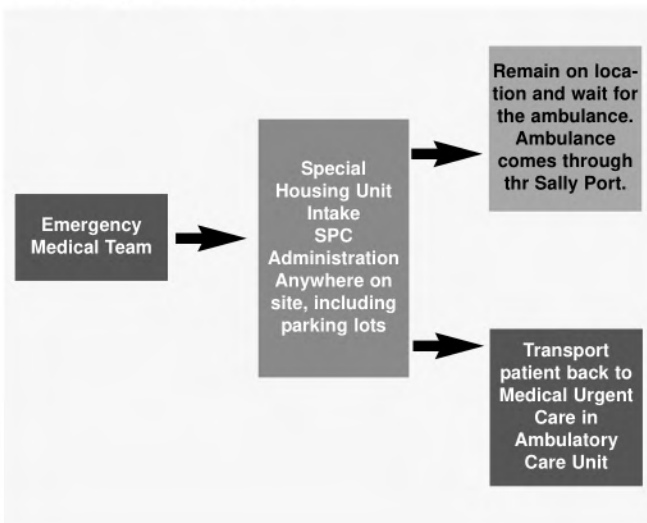 Emergency
Medical Team
Special
Housing Unit
Intake
SPC
Administration
Anywhere on
site, including
parking lots
Remain on loca-
tion and wait for
the ambulance.
Ambulance
comes through
thr Sally Port.
Transport
patient back to
Medical Urgent
Care in
Ambulatory
Care Unit